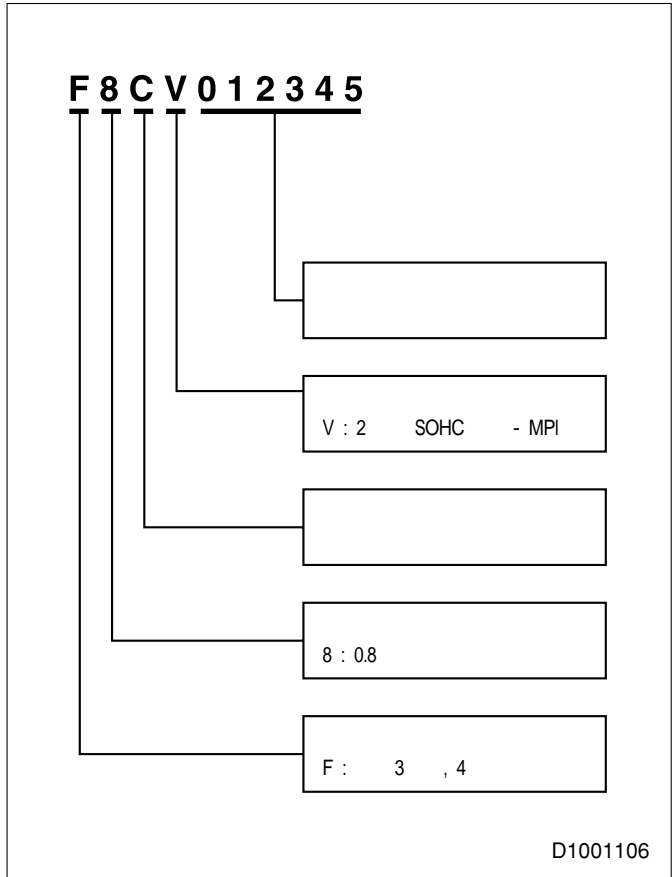 F8CV012345
V : 2 SOHC - MPI
8 : 0.8
F : 3 , 4
D1001106